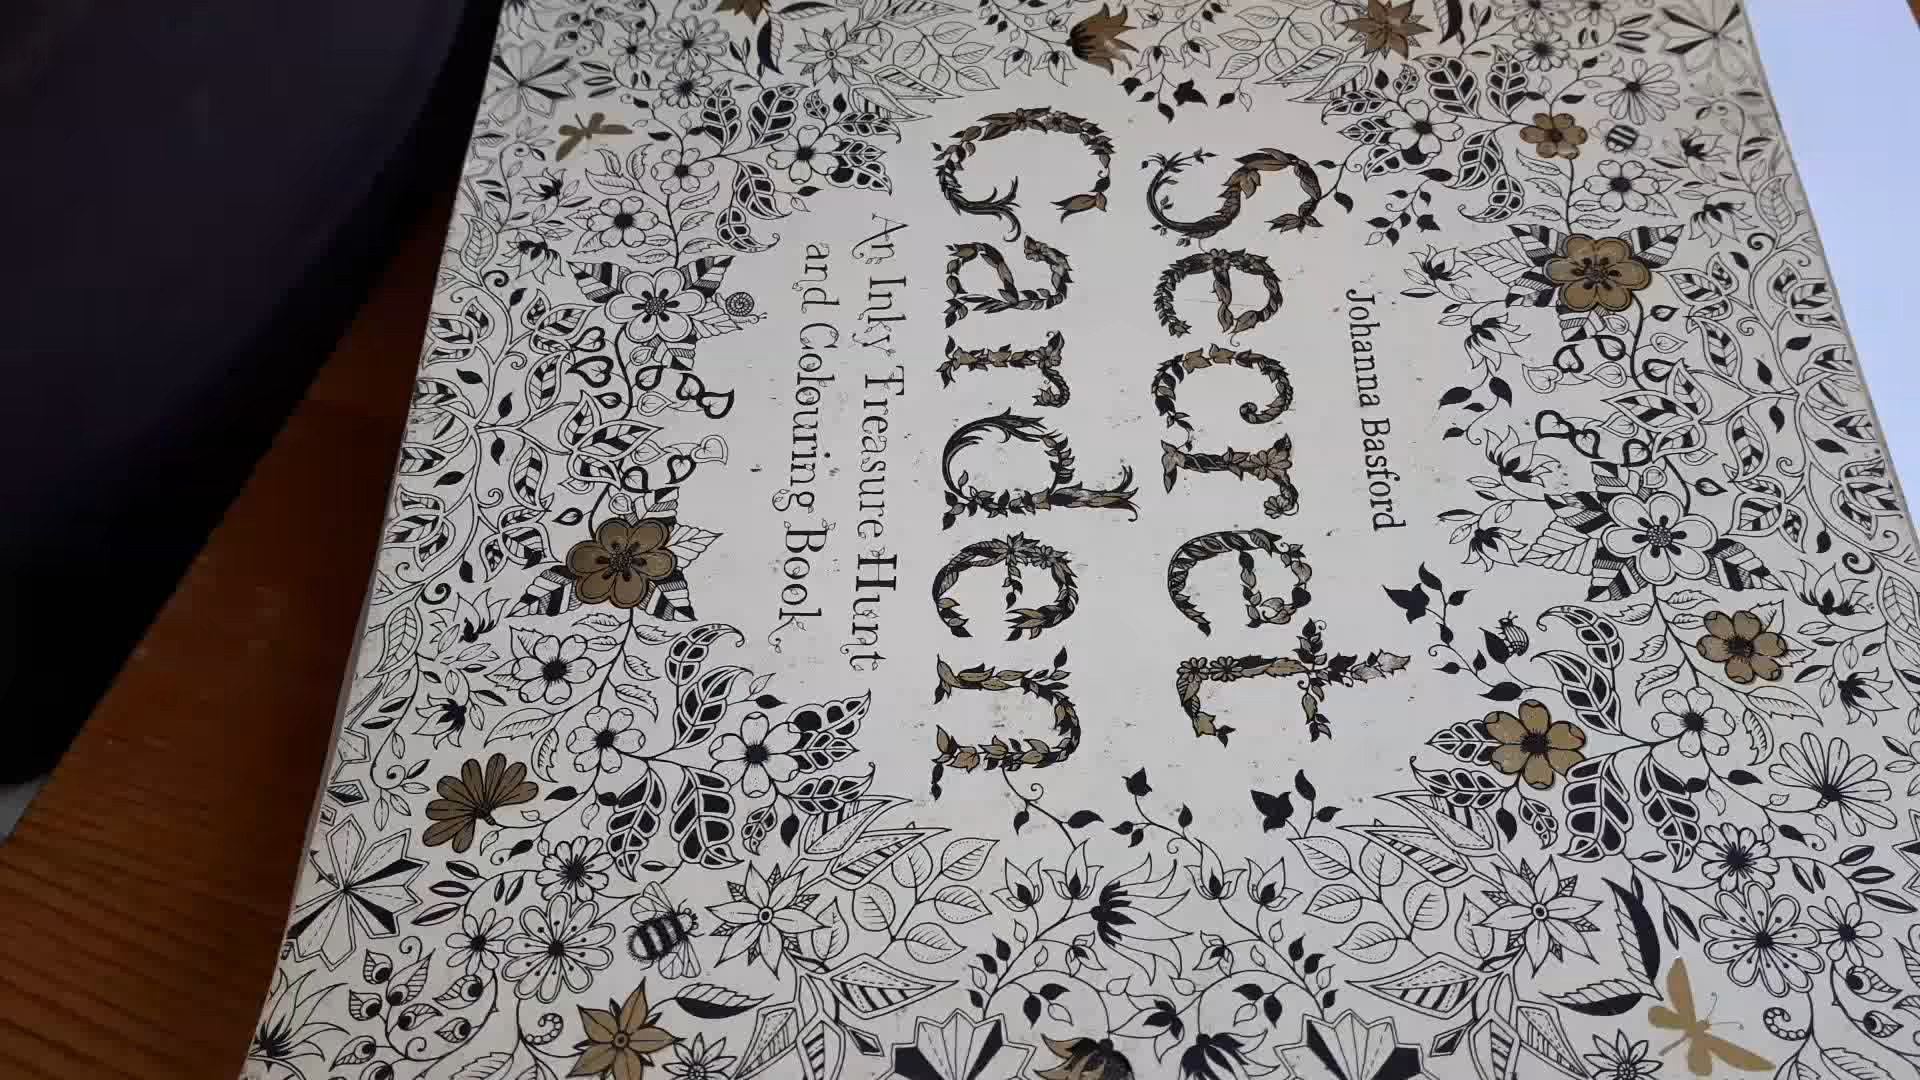 Johanna Basford
Secret
Garden
An Inky Treasure Hunt
and Colouring Book